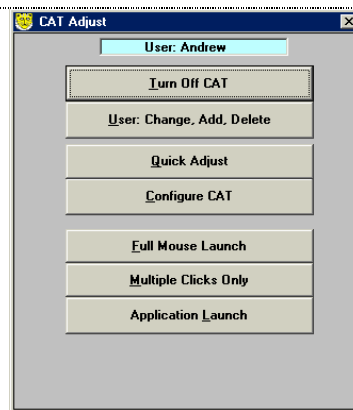 CAT Adjust
User: Andrew
Turn Off CAT
User: Change, Add, Delete
Quick Adjust
Configure CAT
Full Mouse Launch
Multiple Clicks Only
Application Launch